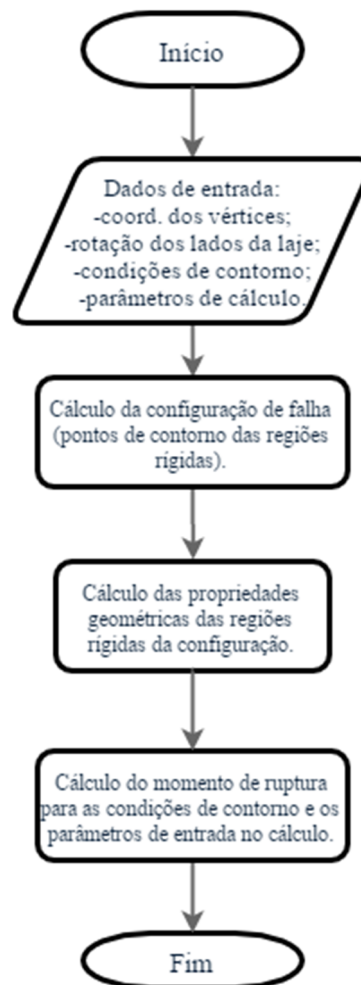 Início
Dados de entrada:
-coord. dos vértices;
-rotação dos lados da laje;
-condições de contorno;
-parâmetros de cálculo.
Cálculo da configuração de falha
(pontos de contorno das regiões
rígidas).
Cálculo das propriedades
geométricas das regiões
rígidas da configuração.
Cálculo do momento de ruptura
para as condições de contorno e os
parâmetros de entrada no cálculo.
Fim